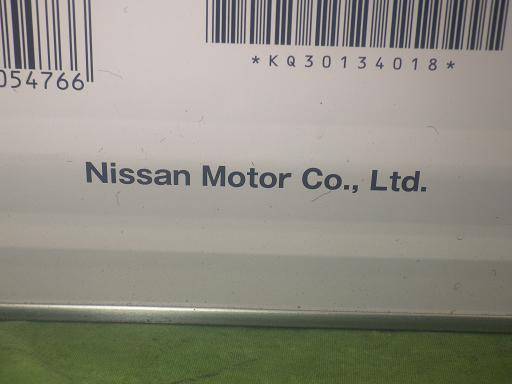 054766
*KQ30134018*
Nissan Motor Co., Ltd.